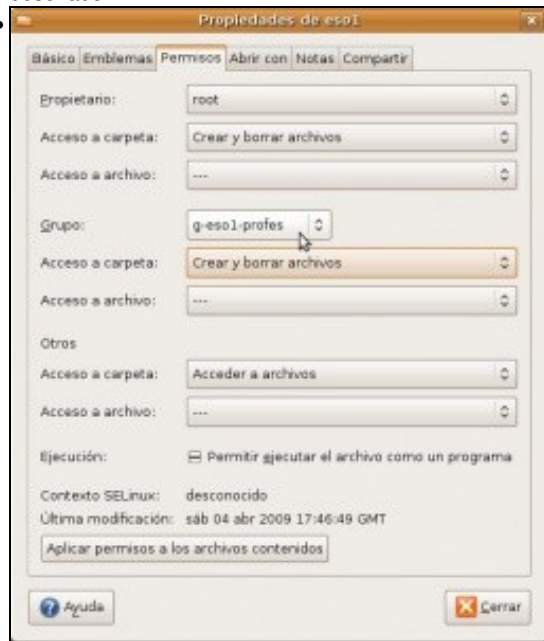 Propiedades de eso1
Básico Emblemas Permisos Abrir con Notas Compartir
Propietario: root
Acceso a carpeta: Crear y borrar archivos
Acceso a archivo: ---
Grupo: g-eso1-profes
Acceso a carpeta: Crear y borrar archivos
Acceso a archivo: ---
Otros
Acceso a carpeta: Acceder a archivos
Acceso a archivo: ---
Ejecución: Permitir ejecutar el archivo como un programa
Contexto SELinux: desconocido
Última modificación: sáb 04 abr 2009 17:46:49 GMT
Aplicar permisos a los archivos contenidos
Ayuda Cerrar